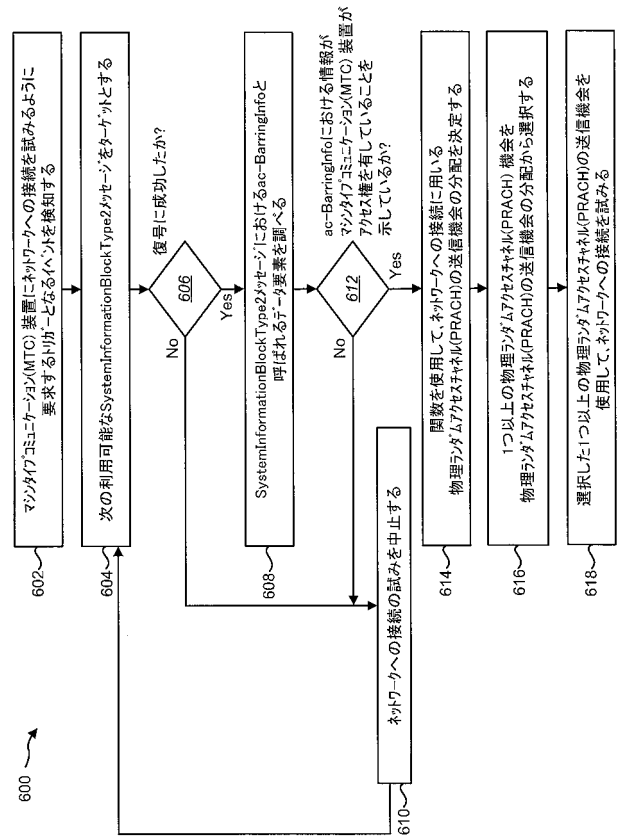 600
マシンタイプコミュニケーション(MTC) 装置にネットワークへの接続を試みるように
要求するトリガーとなるイベントを検知する
602
次の利用可能なSystemInformationBlockType2メッセージをターゲットとする
604
復号に成功したか?
606
No
Yes
SystemInformationBlockType2メッセージにおけるac-BarringInfoと
呼ばれるデータ要素を調べる
608
ac-BarringInfoにおける情報が
マシンタイプコミュニケーション(MTC) 装置が
アクセス権を有していることを
示しているか?
612
No
Yes
ネットワークへの接続の試みを中止する
610
関数を使用して、ネットワークへの接続に用いる
物理ランダムアクセスチャネル(PRACH)の送信機会の分配を決定する
614
1つ以上の物理ランダムアクセスチャネル(PRACH) 機会を
物理ランダムアクセスチャネル(PRACH)の送信機会の分配から選択する
616
選択した1つ以上の物理ランダムアクセスチャネル(PRACH)の送信機会を
使用して、ネットワークへの接続を試みる
618